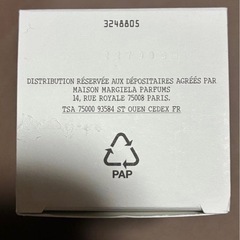 3248805
DISTRIBUTION RÉSERVÉE AUX DÉPOSITAIRES AGRÉÉS PAR
MAISON MARGIELA PARFUMS
14, RUE ROYALE 75008 PARIS.
TSA 75000 93584 ST OUEN CEDEX FR
PAP